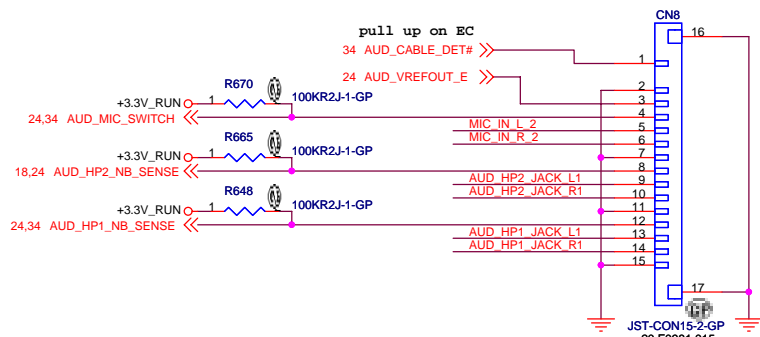 CN8
pull up on EC
16
34 AUD_CABLE_DET#
1
24 AUD_VREFOUT_E
2
R670
+3.3V_RUN 1 100KR2J-1-GP
3
24,34 AUD_MIC_SWITCH
4
MIC_IN_L_2 5
MIC_IN_R_2 6
R665
7
+3.3V_RUN 1 100KR2J-1-GP
18,24 AUD_HP2_NB_SENSE
8
AUD_HP2_JACK_L1 9
AUD_HP2_JACK_R1 10
R648
+3.3V_RUN 1 100KR2J-1-GP
11
24,34 AUD_HP1_NB_SENSE
12
AUD_HP1_JACK_L1 13
AUD_HP1_JACK_R1 14
15
17
GP
JST-CON15-2-GP